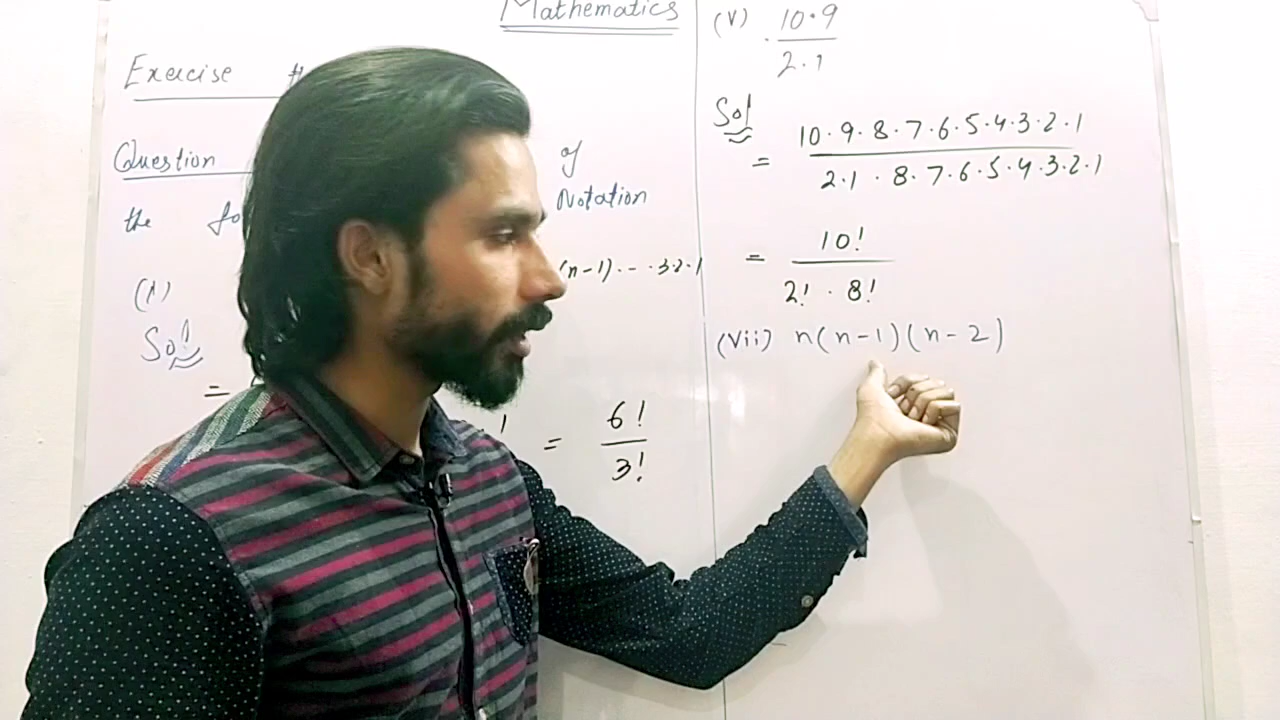 Mathematics
Exercise
Question of
the Notation
(n-1)...3.2.1
(i)
Sol
=
! = 6!/3!
(v) 10·9/2·1
Sol
= 10·9·8·7·6·5·4·3·2·1/2·1·8·7·6·5·4·3·2·1
= 10!/2!·8!
(vii) n(n-1)(n-2)